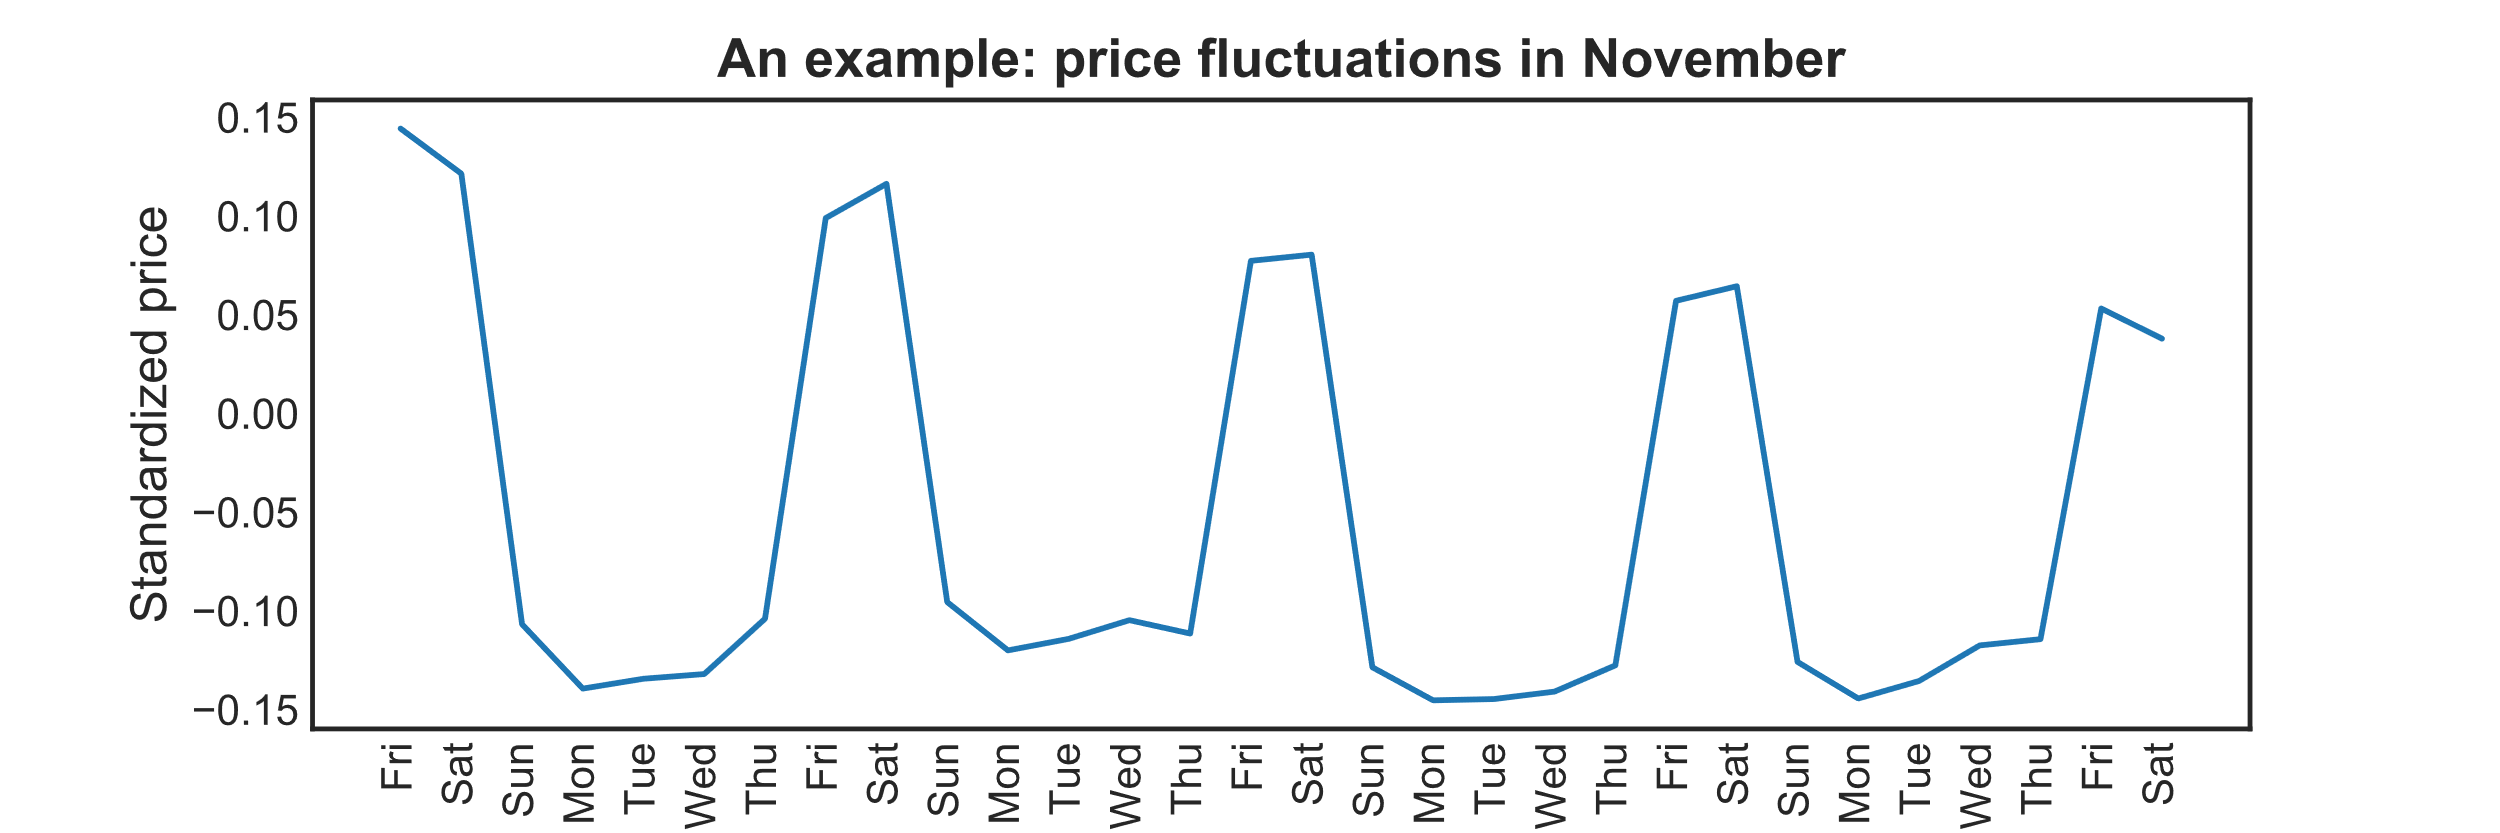 An example: price fluctuations in November
Standardized price
0.15
0.10
0.05
0.00
−0.05
−0.10
−0.15
Fri
Sat
Sun
Mon
Tue
Wed
Thu
Fri
Sat
Sun
Mon
Tue
Wed
Thu
Fri
Sat
Sun
Mon
Tue
Wed
Thu
Fri
Sat
Sun
Mon
Tue
Wed
Thu
Fri
Sat